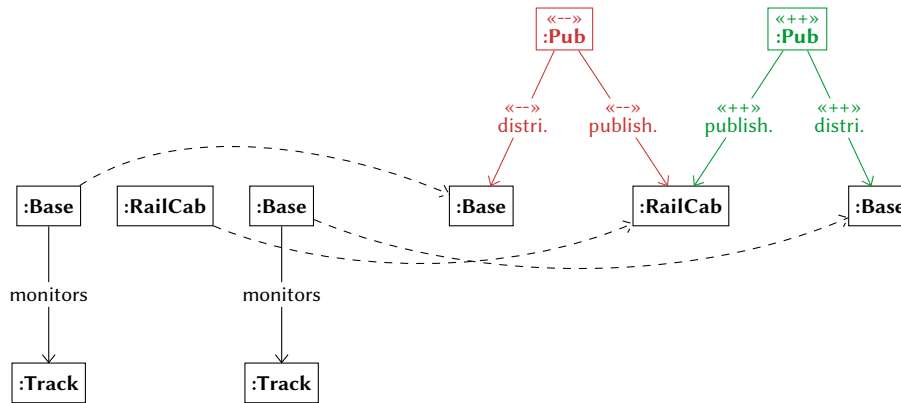 «--»
:Pub
«++»
:Pub
«--»
distri.
«--»
publish.
«++»
publish.
«++»
distri.
:Base
:RailCab
:Base
:Base
:RailCab
:Base
monitors
monitors
:Track
:Track